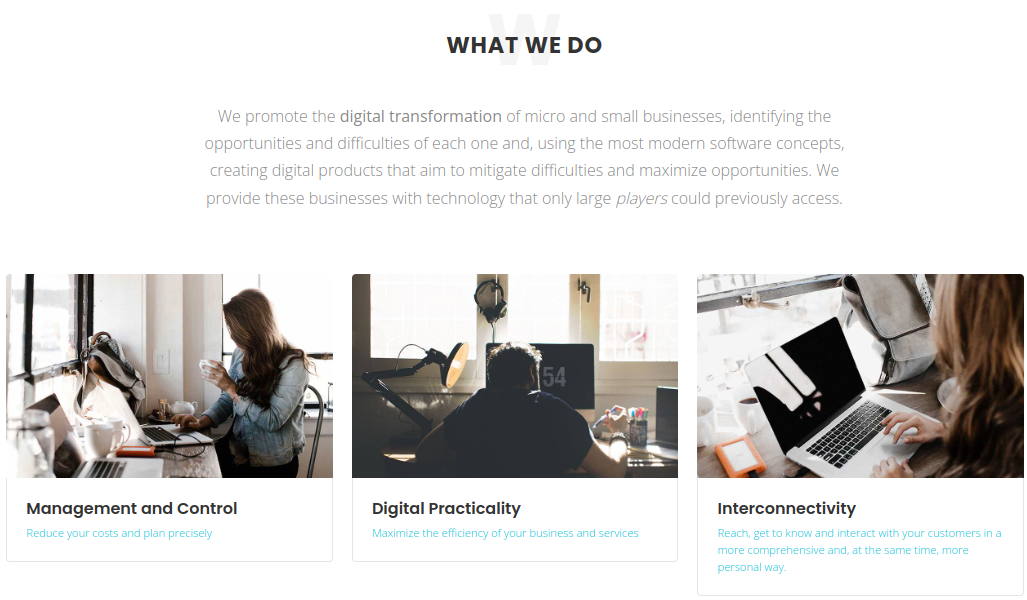 W
WHAT WE DO
We promote the digital transformation of micro and small businesses, identifying the
opportunities and difficulties of each one and, using the most modern software concepts,
creating digital products that aim to mitigate difficulties and maximize opportunities. We
provide these businesses with technology that only large players could previously access.
54
Management and Control
Reduce your costs and plan precisely
Digital Practicality
Maximize the efficiency of your business and services
Interconnectivity
Reach, get to know and interact with your customers in a
more comprehensive and, at the same time, more
personal way.